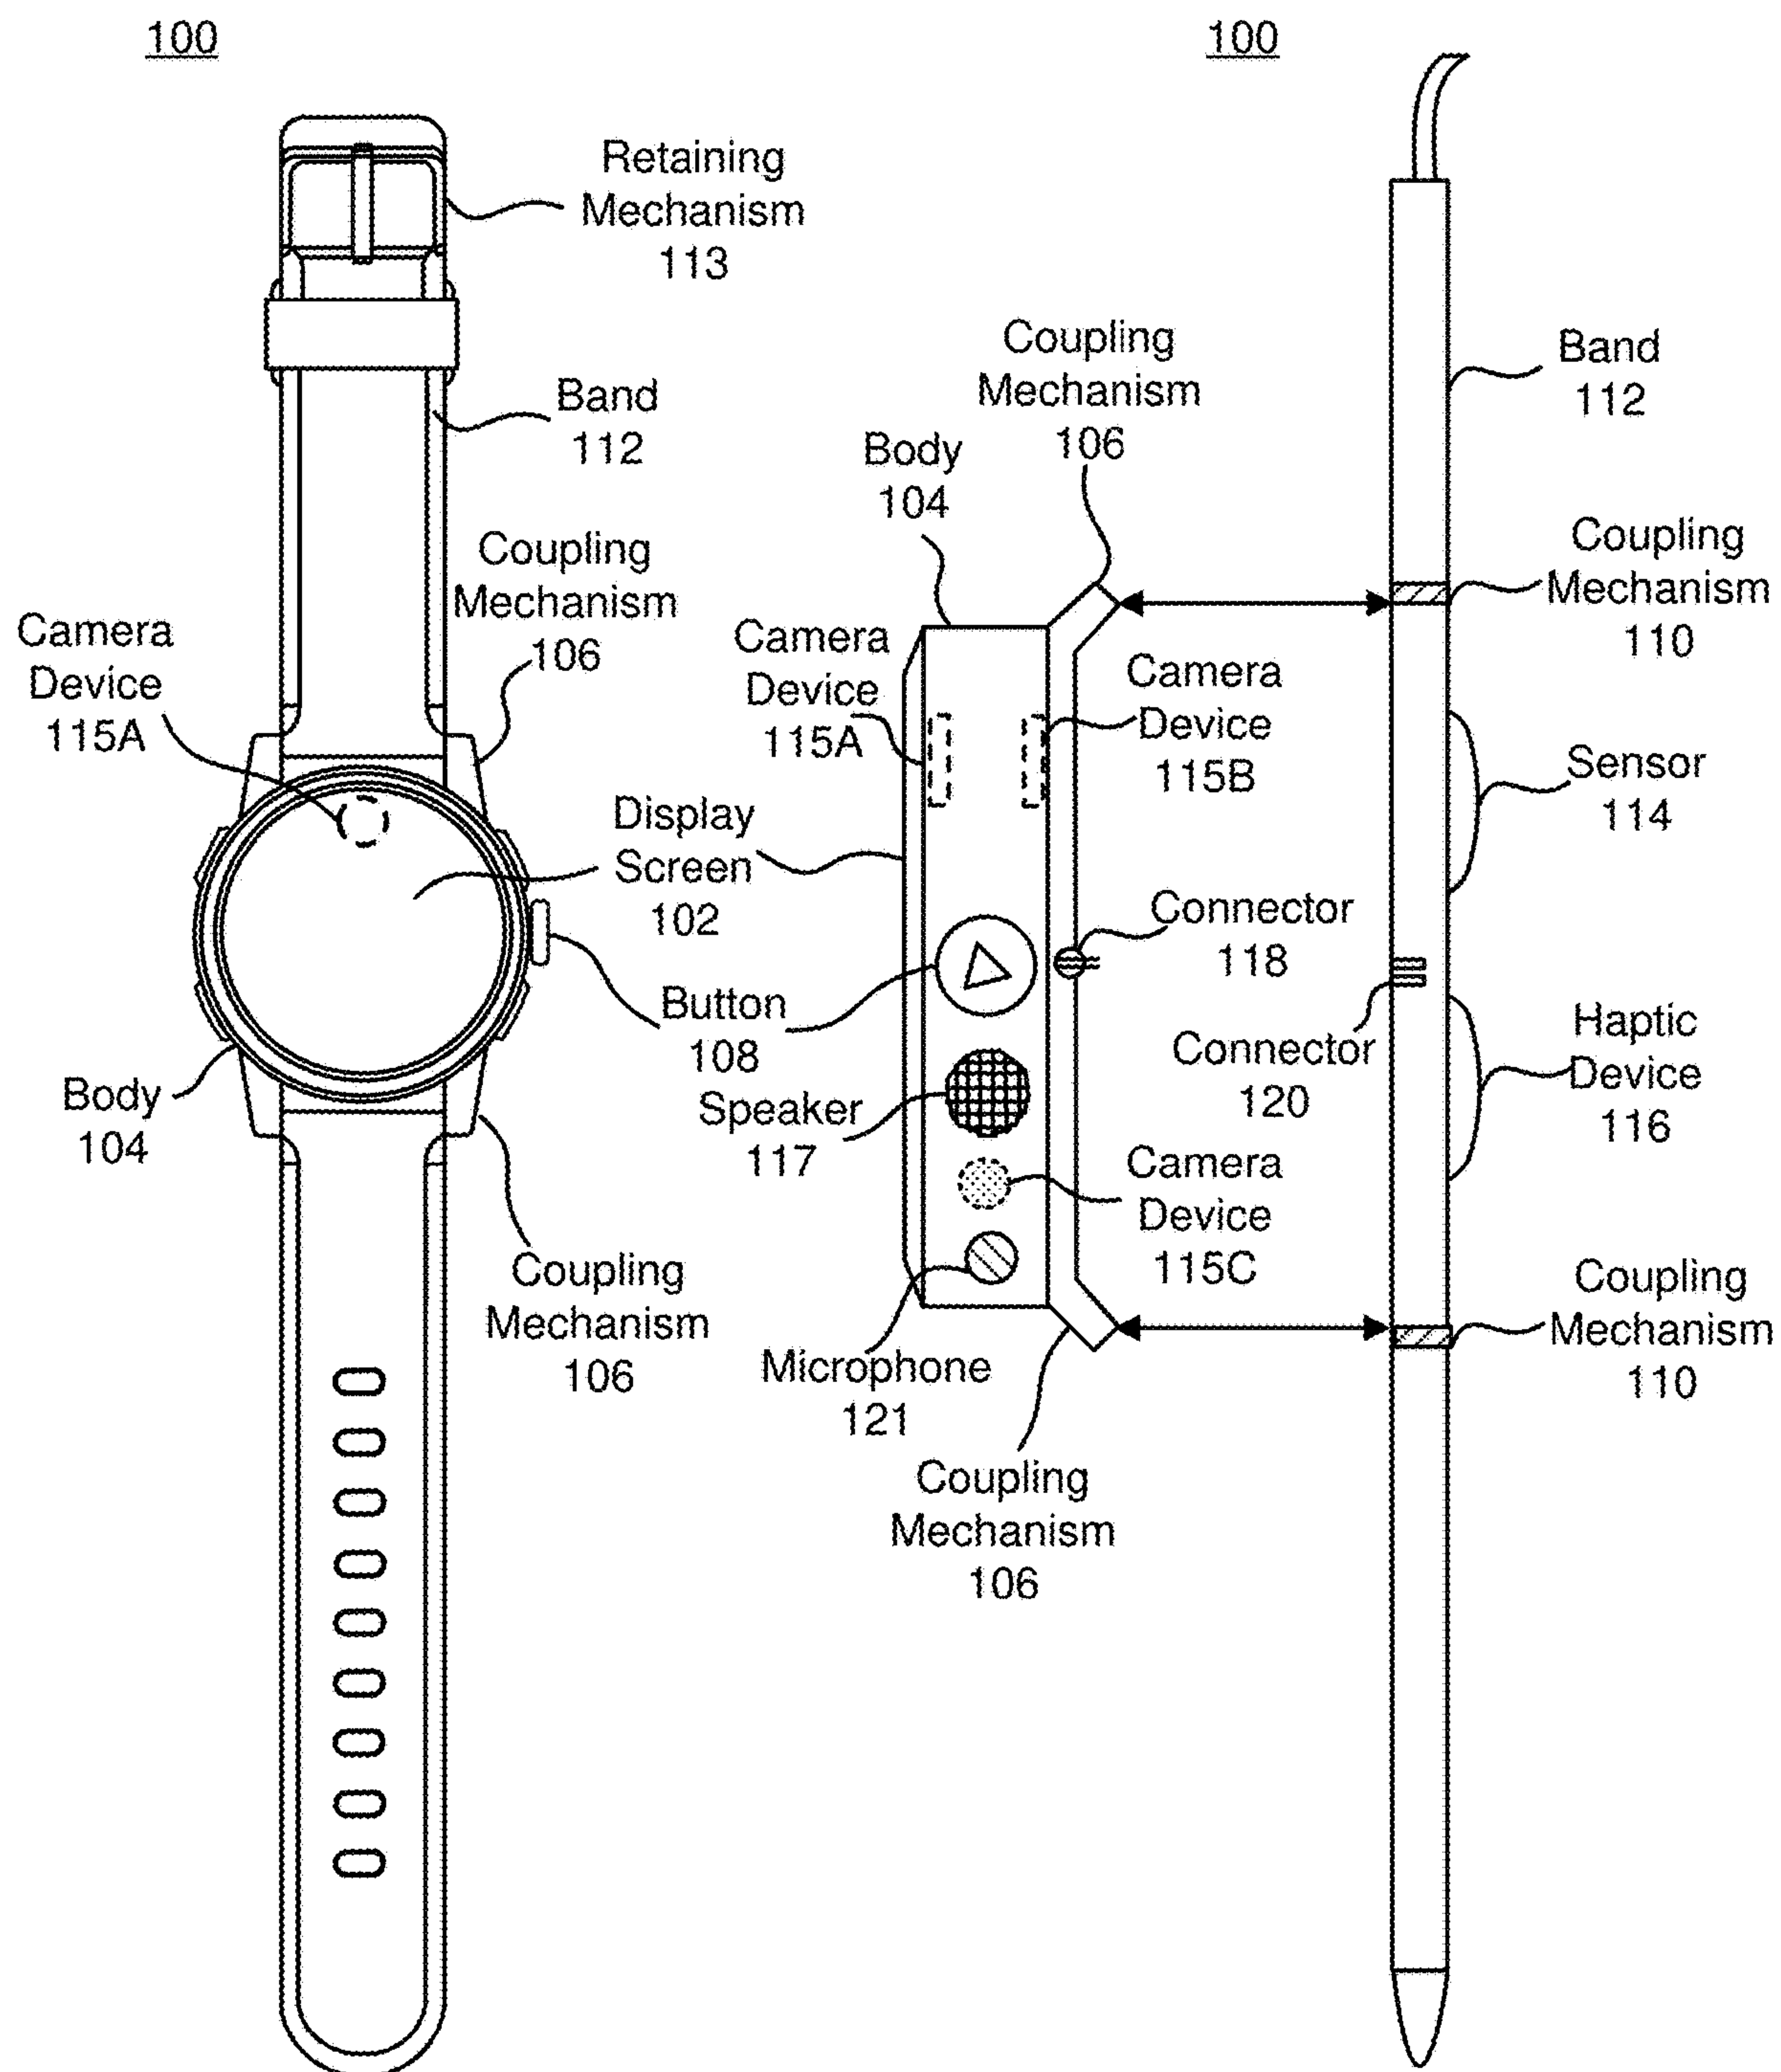 100
Retaining
Mechanism
113
Band
112
Coupling
Mechanism
106
Camera
Device
115A
Display
Screen
102
Button
108
Body
104
Coupling
Mechanism
106
100
Coupling
Mechanism
106
Body
104
Camera
Device
115A
Camera
Device
115B
Connector
118
Speaker
117
Camera
Device
115C
Microphone
121
Coupling
Mechanism
106
Band
112
Coupling
Mechanism
110
Sensor
114
Connector
120
Haptic
Device
116
Coupling
Mechanism
110